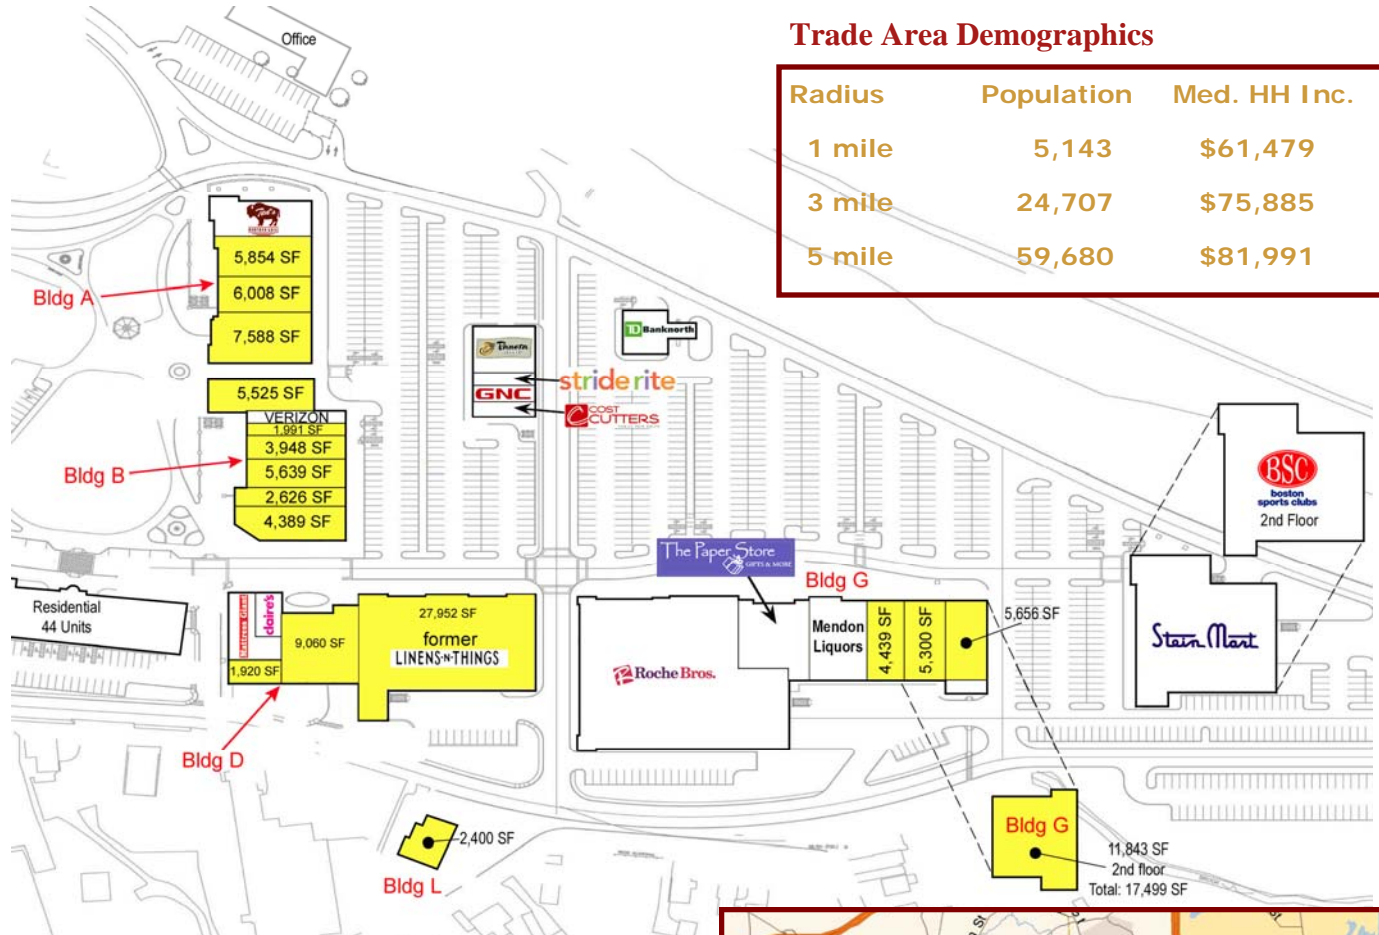 Trade Area Demographics
Radius Population Med. HH Inc.
1 mile 5,143 $61,479
3 mile 24,707 $75,885
5 mile 59,680 $81,991
Office
Ted's
5,854 SF
Bldg A
6,008 SF
7,588 SF
5,525 SF
VERIZON
1,991 SF
3,948 SF
Bldg B
5,639 SF
2,626 SF
4,389 SF
Panera
stride rite
GNC
COST
CUTTERS
TD Banknorth
BSC
boston
sports clubs
2nd Floor
Stein Mart
Residential
44 Units
Mattress Giant
claire's
1,920 SF
9,060 SF
27,952 SF
former
LINENS-N-THINGS
Bldg D
The Paper Store
GIFTS & MORE
Bldg G
Roche Bros.
Mendon
Liquors
4,439 SF
5,300 SF
5,656 SF
2,400 SF
Bldg L
Bldg G
11,843 SF
2nd floor
Total: 17,499 SF
St
St